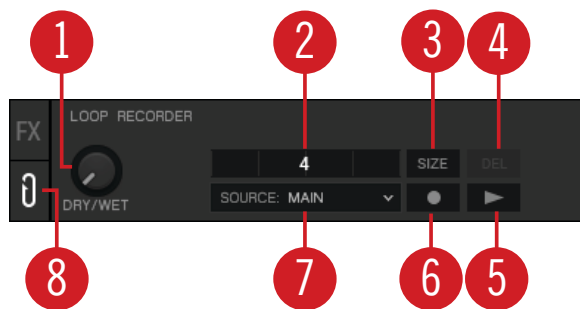 1 2 3 4
LOOP RECORDER
FX
4 SIZE DEL
DRY/WET SOURCE: MAIN
8 7 6 5